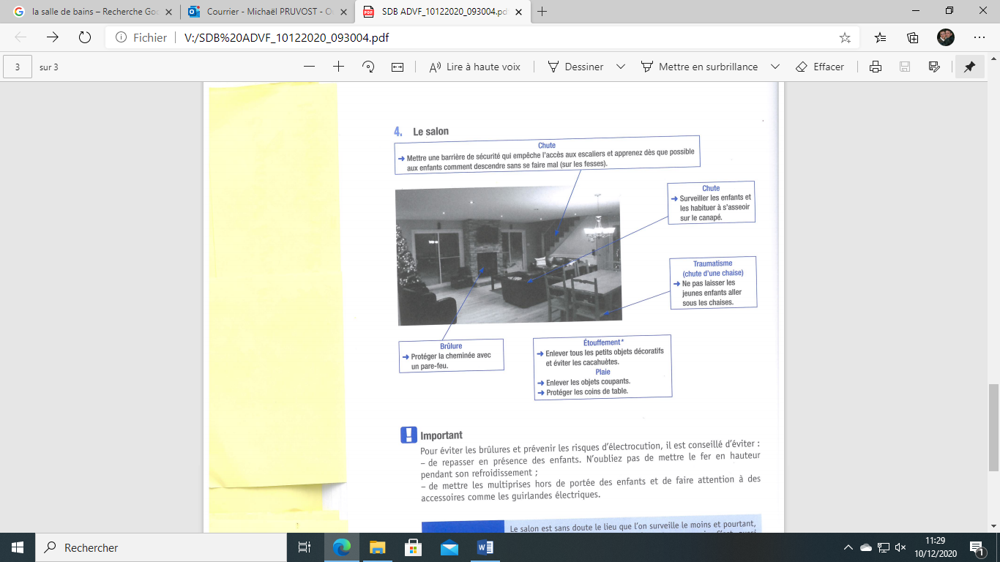 la salle de bains – Recherche Goo
Courrier - Michaël PRUVOST - O
SDB ADVF_10122020_093004.pd
Fichier
V:/SDB%20ADVF_10122020_093004.pdf
3 sur 3
Lire à haute voix
Dessiner
Mettre en surbrillance
Effacer
4. Le salon
Chute
➜ Mettre une barrière de sécurité qui empêche l'accès aux escaliers et apprenez dès que possible
aux enfants comment descendre sans se faire mal (sur les fesses).
Chute
➜ Surveiller les enfants et
les habituer à s'asseoir
sur le canapé.
Traumatisme
(chute d'une chaise)
➜ Ne pas laisser les
jeunes enfants aller
sous les chaises.
Brûlure
➜ Protéger la cheminée avec
un pare-feu.
Étouffement*
➜ Enlever tous les petits objets décoratifs
et éviter les cacahuètes.
Plaie
➜ Enlever les objets coupants.
➜ Protéger les coins de table.
! Important
Pour éviter les brûlures et prévenir les risques d'électrocution, il est conseillé d'éviter :
– de repasser en présence des enfants. N'oubliez pas de mettre le fer en hauteur
pendant son refroidissement ;
– de mettre les multiprises hors de portée des enfants et de faire attention à des
accessoires comme les guirlandes électriques.
Le salon est sans doute le lieu que l'on surveille le moins et pourtant,
Rechercher
11:29
10/12/2020
1